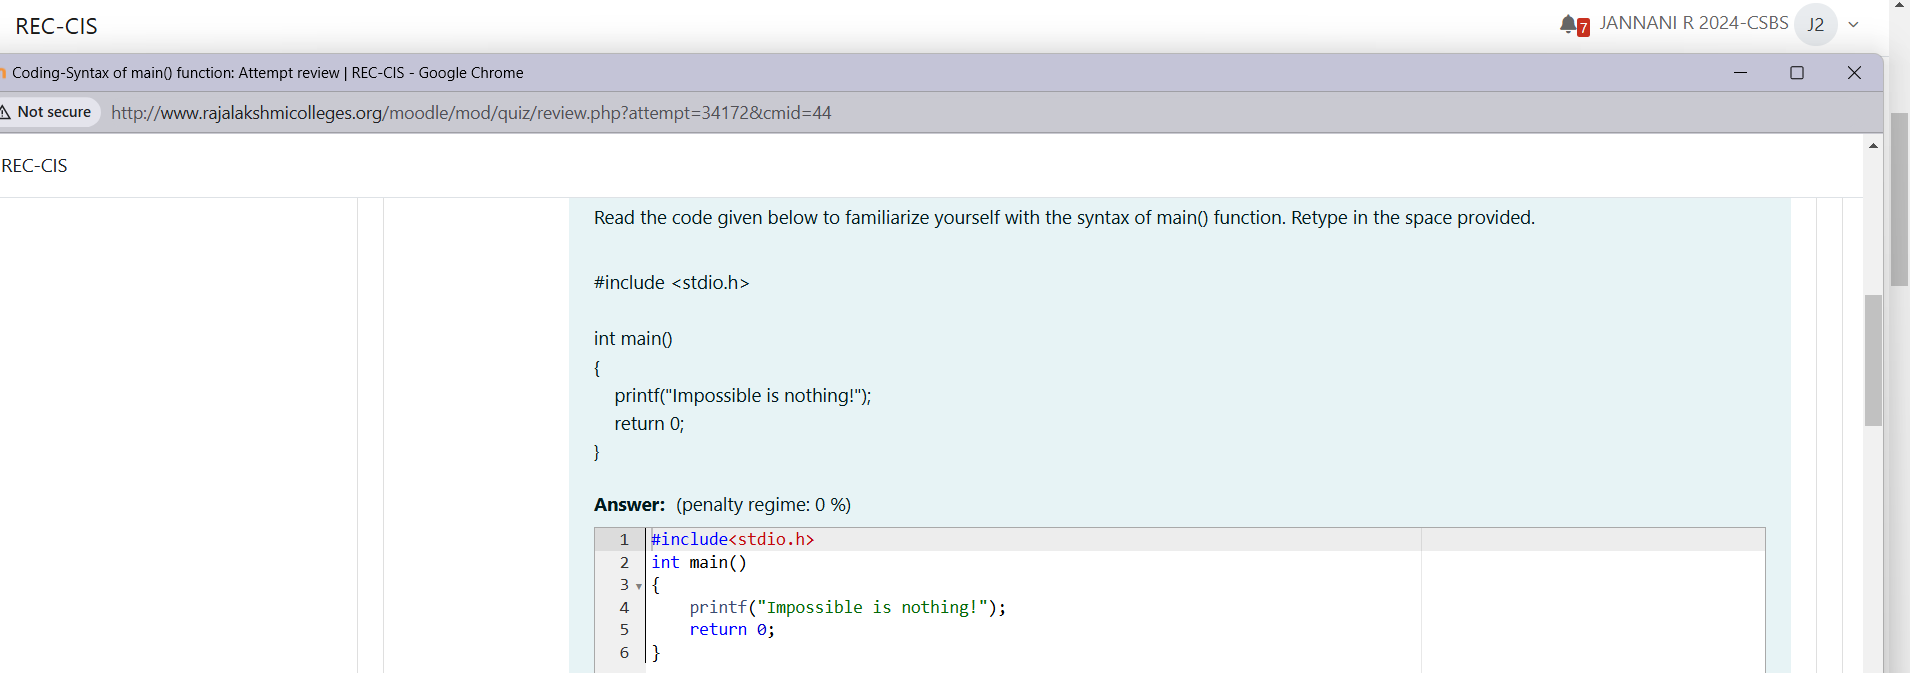 REC-CIS
7 JANNANI R 2024-CSBS J2
Coding-Syntax of main() function: Attempt review | REC-CIS - Google Chrome
Not secure http://www.rajalakshmicolleges.org/moodle/mod/quiz/review.php?attempt=34172&cmid=44
REC-CIS
Read the code given below to familiarize yourself with the syntax of main() function. Retype in the space provided.
#include <stdio.h>
int main()
{
printf("Impossible is nothing!");
return 0;
}
Answer: (penalty regime: 0 %)
1 #include<stdio.h>
2 int main()
3 {
4 printf("Impossible is nothing!");
5 return 0;
6 }